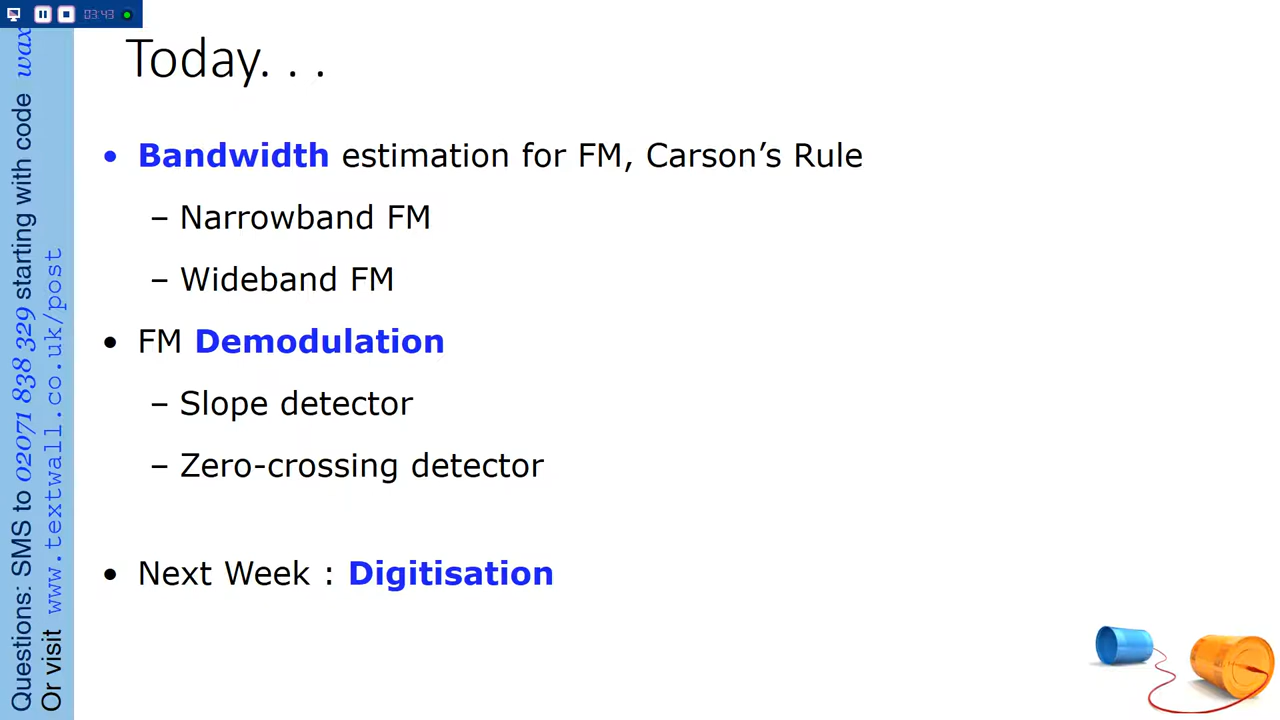 03:43
Today. . .
• Bandwidth estimation for FM, Carson’s Rule
– Narrowband FM
– Wideband FM
• FM Demodulation
– Slope detector
– Zero-crossing detector
• Next Week : Digitisation
Questions: SMS to 02071 838 329 starting with code wax
Or visit www.textwall.co.uk/post